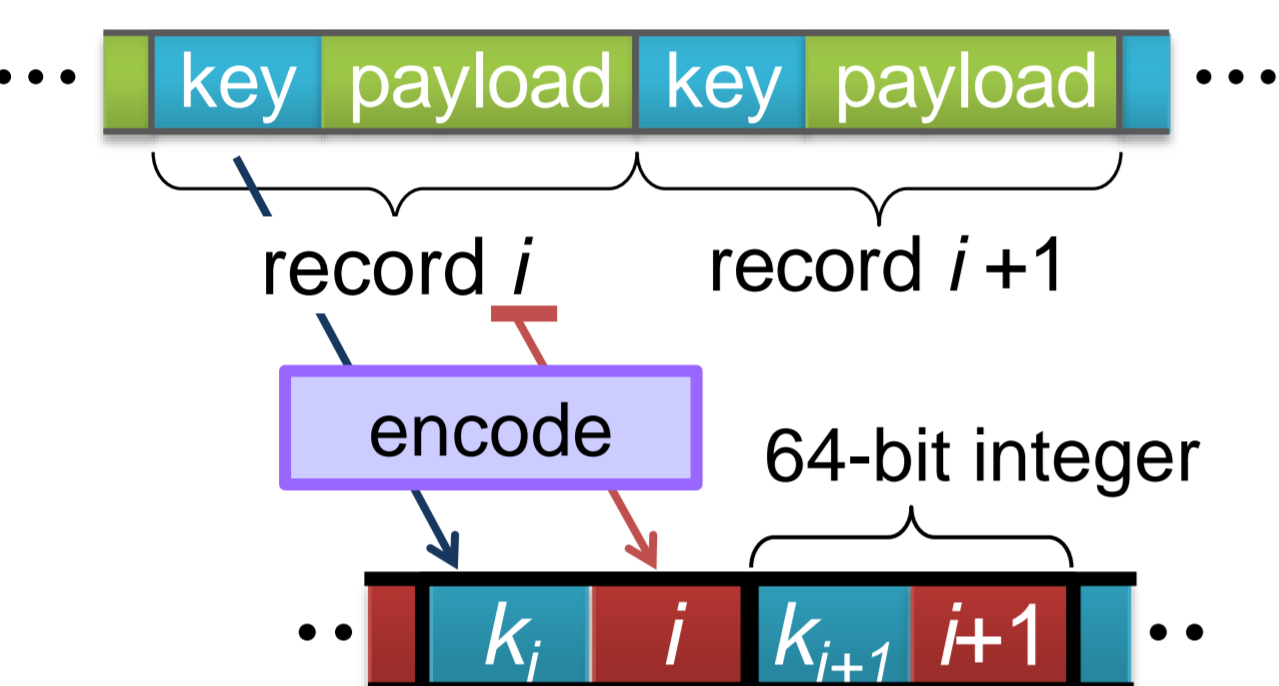 ... key payload key payload ...
record i record i +1
encode
64-bit integer
.. k_i i k_{i+1} i+1 ..